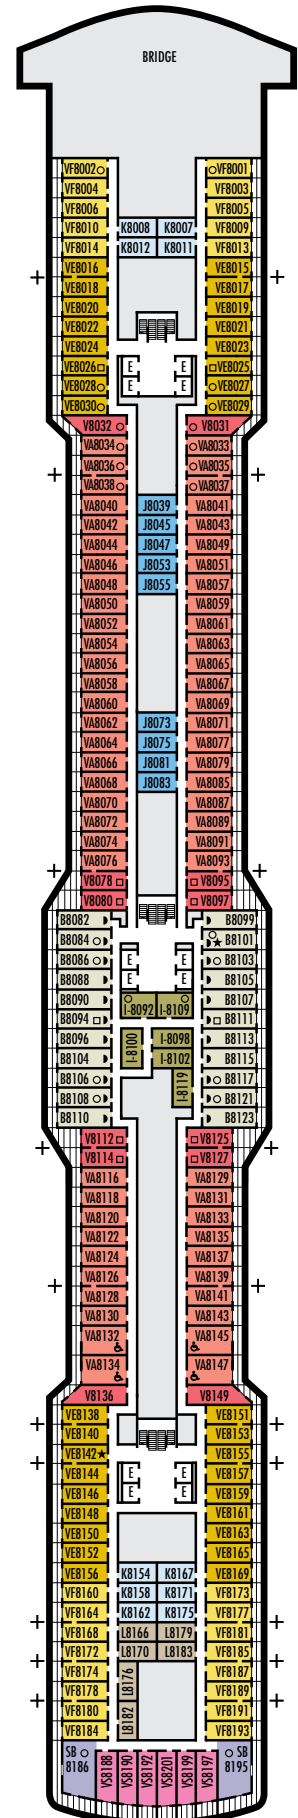 BRIDGE
VF8002 VF8001
VF8004 VF8003
VF8006 VF8005
VF8010 K8008 K8007 VF8009
VF8014 K8012 K8011 VF8013
VE8016 VE8015
VE8018 VE8017
VE8020 VE8019
VE8022 VE8021
VE8024 VE8023
VE8026 E E VE8025
VE8028 E E VE8027
VE8030 VE8029
V8032 V8031
VA8034 VA8033
VA8036 VA8035
VA8038 VA8037
VA8040 J8039 VA8041
VA8042 J8045 VA8043
VA8044 J8047 VA8049
VA8046 J8053 VA8051
VA8048 J8055 VA8057
VA8050 VA8059
VA8052 VA8061
VA8054 VA8063
VA8056 VA8065
VA8058 VA8067
VA8060 VA8069
VA8062 J8073 VA8071
VA8064 J8075 VA8077
VA8066 J8081 VA8079
VA8068 J8083 VA8085
VA8070 VA8087
VA8072 VA8089
VA8074 VA8091
VA8076 VA8093
V8078 V8095
V8080 V8097
B8082 B8099
B8084 B8101
B8086 E E B8103
B8088 E E B8105
B8090 I-8092 I-8109 B8107
B8094 B8111
B8096 I-8100 I-8098 B8113
B8104 I-8102 B8115
B8106 I-8119 B8117
B8108 B8121
B8110 B8123
V8112 V8125
V8114 V8127
VA8116 VA8129
VA8118 VA8131
VA8120 VA8133
VA8122 VA8135
VA8124 VA8137
VA8126 VA8139
VA8128 VA8141
VA8130 VA8143
VA8132 VA8145
VA8134 VA8147
V8136 V8149
VE8138 VE8151
VE8140 VE8153
VE8142 VE8155
VE8144 E E VE8157
VE8146 E E VE8159
VE8148 VE8161
VE8150 VE8163
VE8152 VE8165
VE8156 K8154 K8167 VE8169
VF8160 K8158 K8171 VF8173
VF8164 K8162 K8175 VF8177
VF8168 L8166 L8179 VF8181
VF8172 L8170 L8183 VF8185
VF8174 L8176 VF8187
VF8178 VF8189
VF8180 L8182 VF8191
VF8184 VF8193
SB 8186 VS8188 VS8190 VS8192 VS8201 VS8199 VS8197 SB 8195